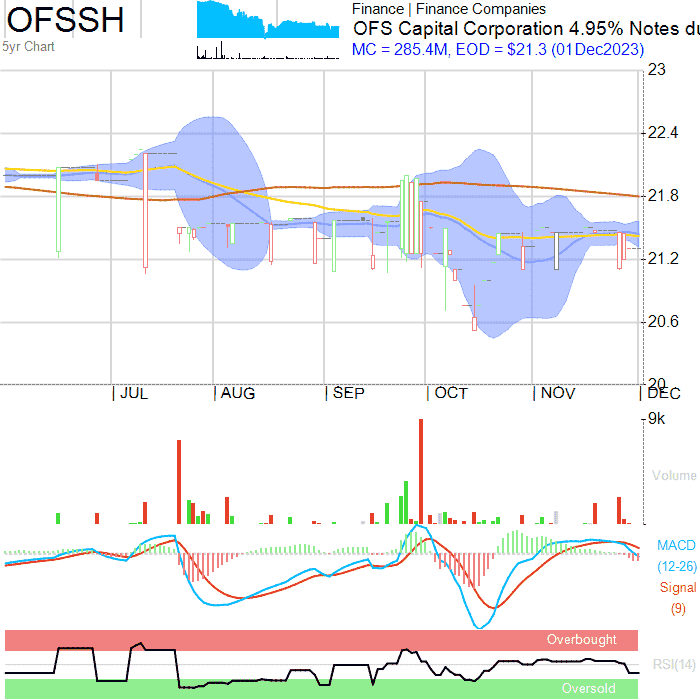 OFSSH
5yr Chart
Finance | Finance Companies
OFS Capital Corporation 4.95% Notes du
MC = 285.4M, EOD = $21.3 (01Dec2023)
23
22.4
21.8
21.2
20.6
20
JUL AUG SEP OCT NOV DEC
9k
Volume
MACD
(12-26)
Signal
(9)
Overbought
RSI(14)
Oversold